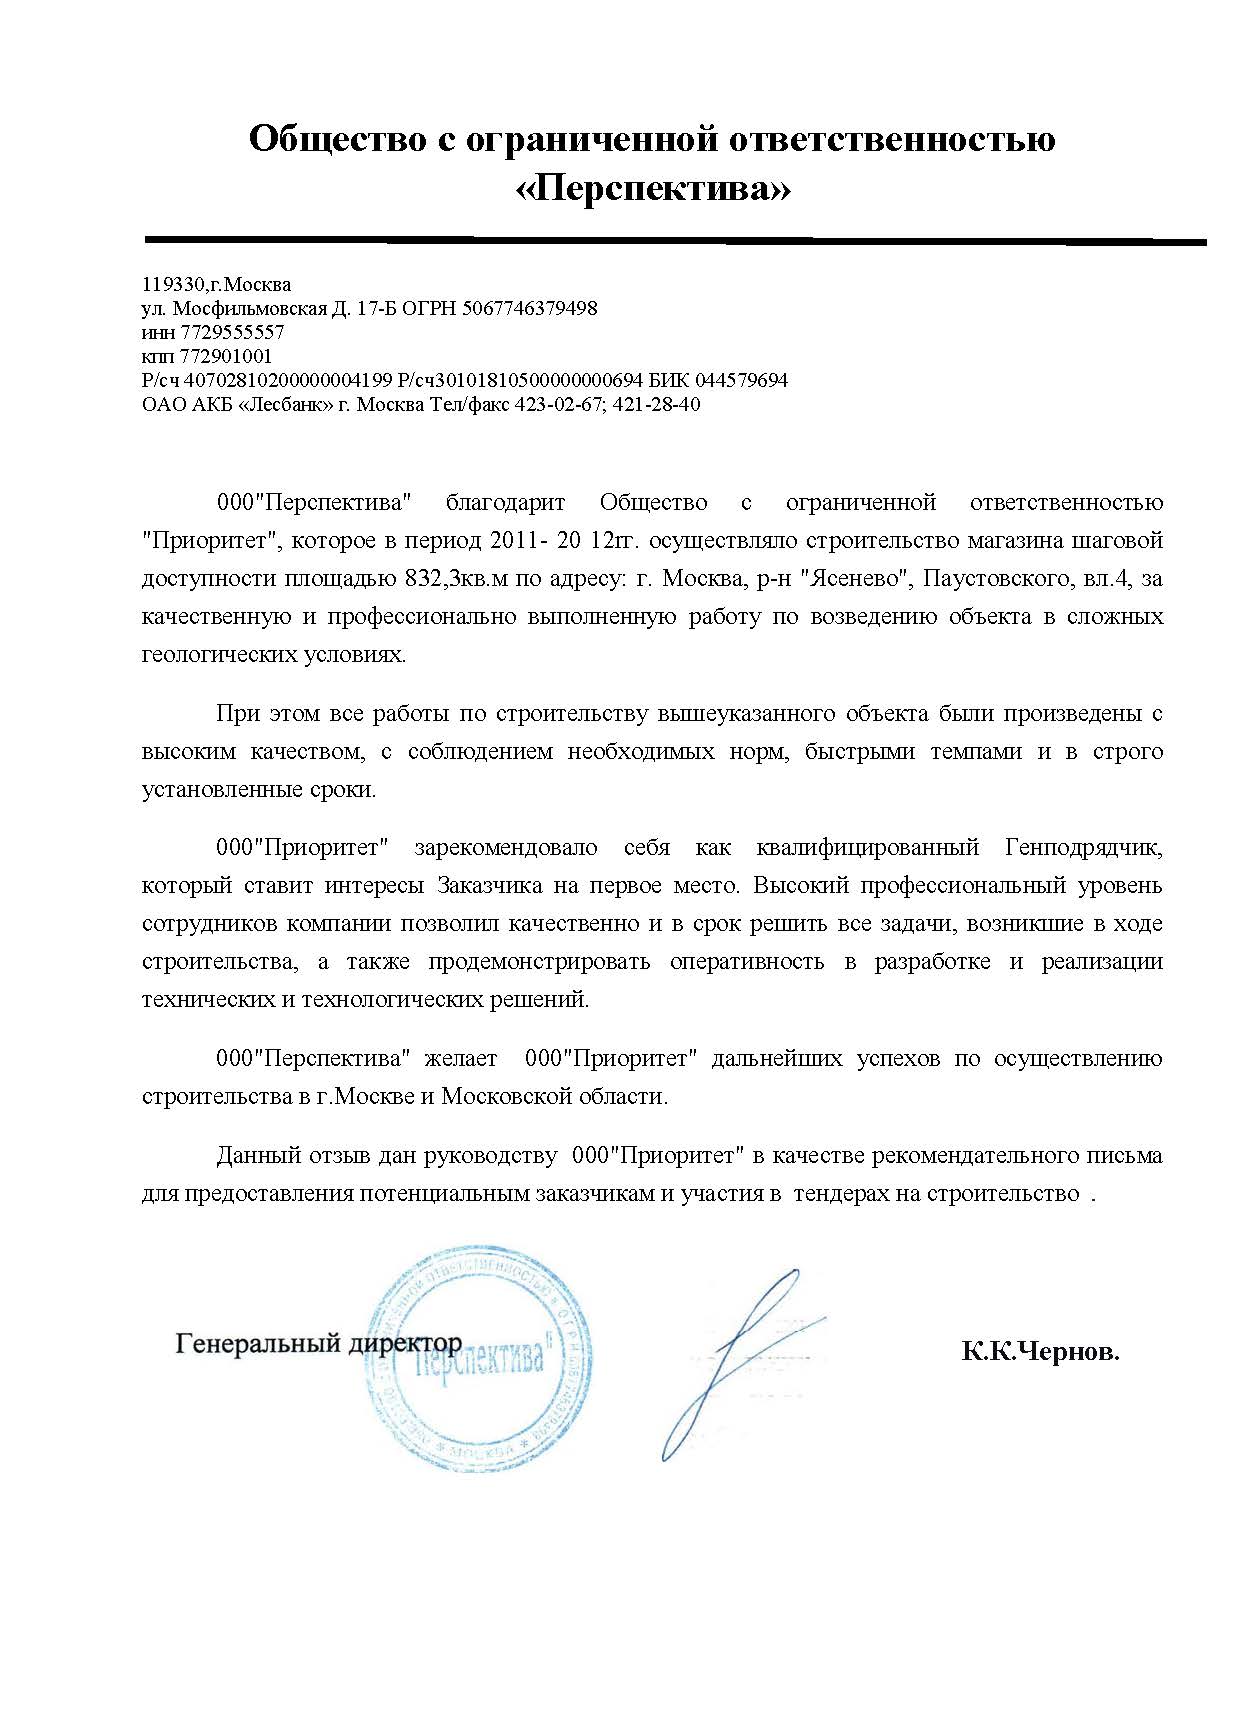 Общество с ограниченной ответственностью
«Перспектива»
119330,г.Москва
ул. Мосфильмовская Д. 17-Б ОГРН 5067746379498
инн 7729555557
кпп 772901001
Р/сч 40702810200000004199 Р/сч30101810500000000694 БИК 044579694
ОАО АКБ «Лесбанк» г. Москва Тел/факс 423-02-67; 421-28-40
000"Перспектива" благодарит Общество с ограниченной ответственностью
"Приоритет", которое в период 2011- 20 12гг. осуществляло строительство магазина шаговой
доступности площадью 832,3кв.м по адресу: г. Москва, р-н "Ясенево", Паустовского, вл.4, за
качественную и профессионально выполненную работу по возведению объекта в сложных
геологических условиях.
При этом все работы по строительству вышеуказанного объекта были произведены с
высоким качеством, с соблюдением необходимых норм, быстрыми темпами и в строго
установленные сроки.
000"Приоритет" зарекомендовало себя как квалифицированный Генподрядчик,
который ставит интересы Заказчика на первое место. Высокий профессиональный уровень
сотрудников компании позволил качественно и в срок решить все задачи, возникшие в ходе
строительства, а также продемонстрировать оперативность в разработке и реализации
технических и технологических решений.
000"Перспектива" желает 000"Приоритет" дальнейших успехов по осуществлению
строительства в г.Москве и Московской области.
Данный отзыв дан руководству 000"Приоритет" в качестве рекомендательного письма
для предоставления потенциальным заказчикам и участия в тендерах на строительство .
Генеральный директор
ОТВЕТСТВЕННОСТЬЮ * ОГРН 5067746379498 * МОСКВА *
"Перспектива"
К.К.Чернов.